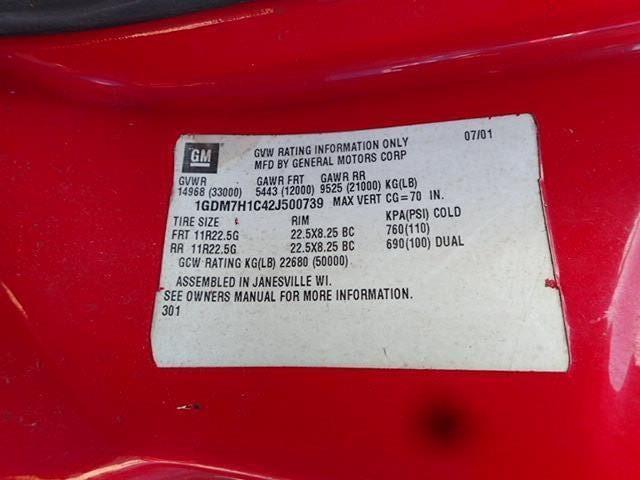 GM
GVW RATING INFORMATION ONLY 07/01
MFD BY GENERAL MOTORS CORP
GVWR GAWR FRT GAWR RR
14968 (33000) 5443 (12000) 9525 (21000) KG(LB)
1GDM7H1C42J500739 MAX VERT CG=70 IN.
TIRE SIZE RIM KPA(PSI) COLD
FRT 11R22.5G 22.5X8.25 BC 760(110)
RR 11R22.5G 22.5X8.25 BC 690(100) DUAL
GCW RATING KG(LB) 22680 (50000)
ASSEMBLED IN JANESVILLE WI.
SEE OWNERS MANUAL FOR MORE INFORMATION.
301